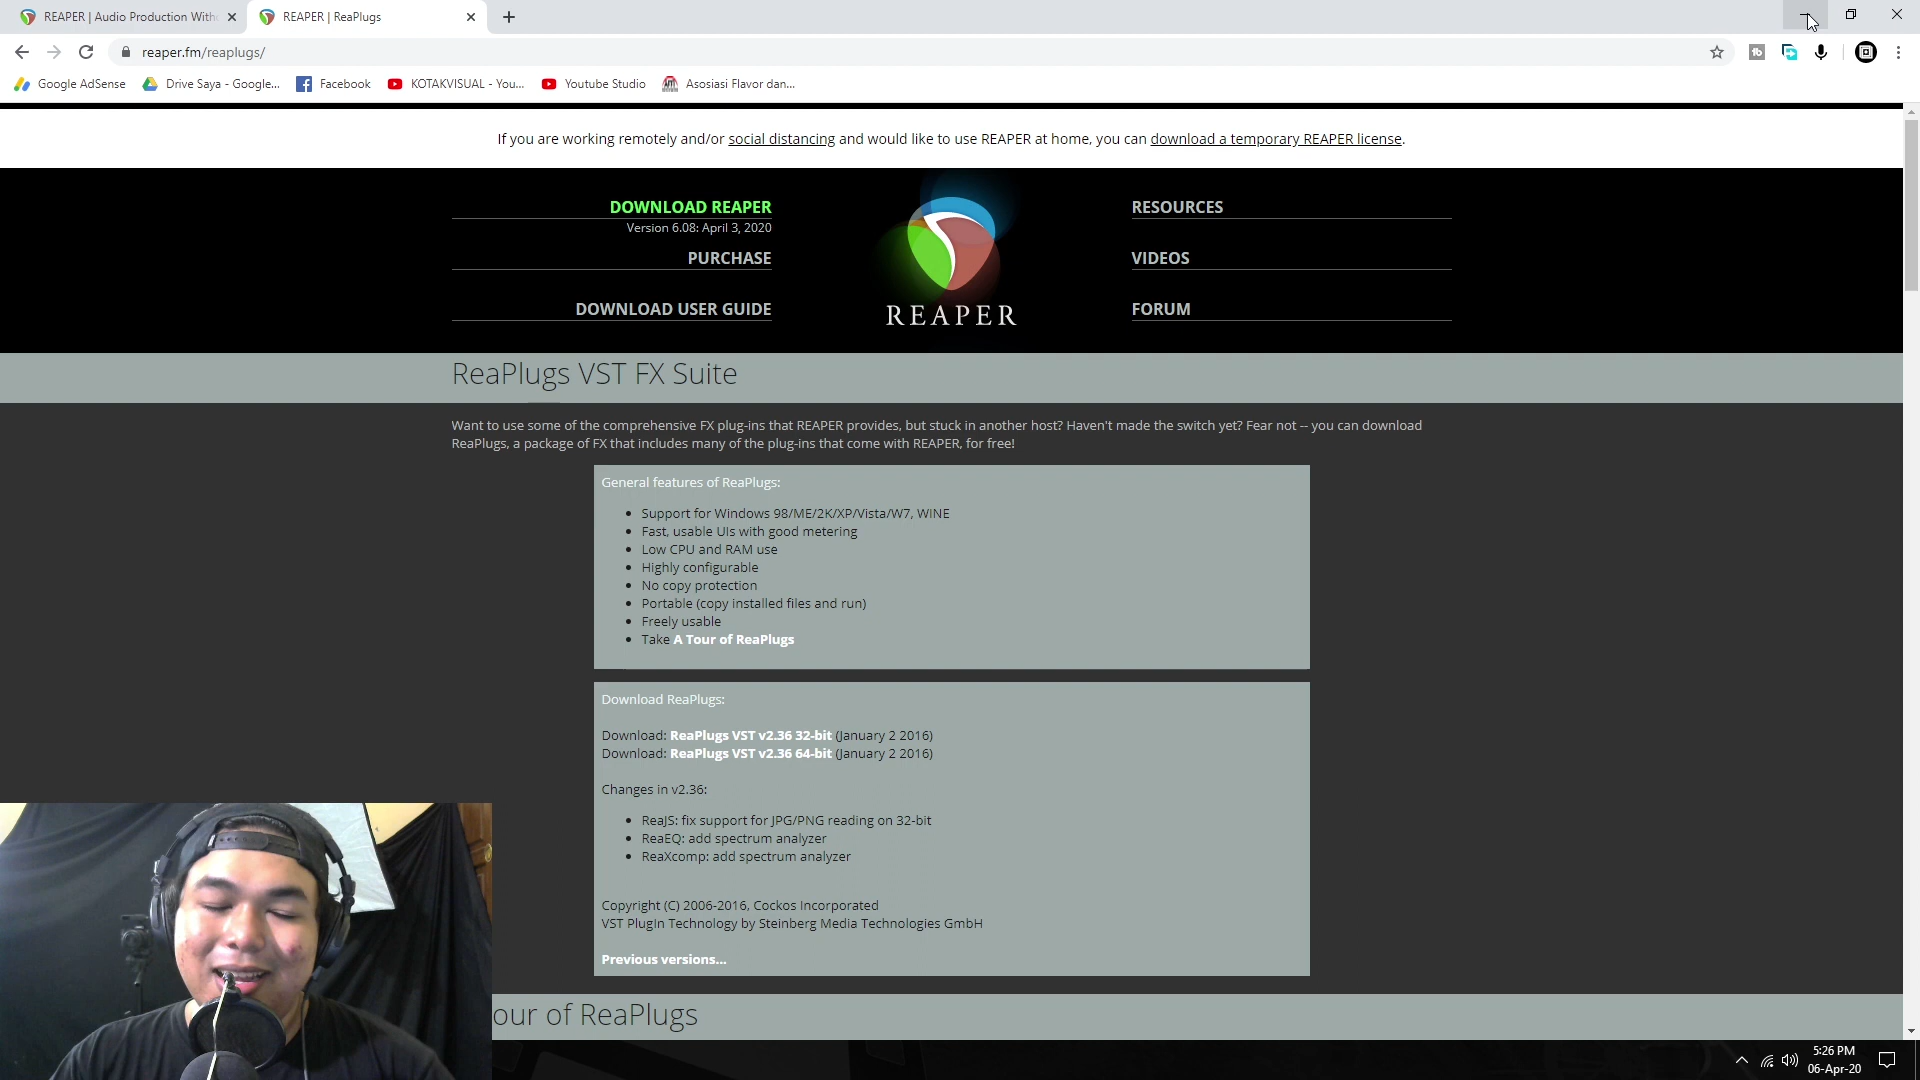 REAPER | Audio Production With
REAPER | ReaPlugs
reaper.fm/reaplugs/
Google AdSense
Drive Saya - Google...
Facebook
KOTAKVISUAL - You...
Youtube Studio
Asosiasi Flavor dan...
If you are working remotely and/or social distancing and would like to use REAPER at home, you can download a temporary REAPER license.
DOWNLOAD REAPER
Version 6.08: April 3, 2020
PURCHASE
DOWNLOAD USER GUIDE
REAPER
RESOURCES
VIDEOS
FORUM
ReaPlugs VST FX Suite
Want to use some of the comprehensive FX plug-ins that REAPER provides, but stuck in another host? Haven't made the switch yet? Fear not -- you can download
ReaPlugs, a package of FX that includes many of the plug-ins that come with REAPER, for free!
General features of ReaPlugs:
• Support for Windows 98/ME/2K/XP/Vista/W7, WINE
• Fast, usable UIs with good metering
• Low CPU and RAM use
• Highly configurable
• No copy protection
• Portable (copy installed files and run)
• Freely usable
• Take A Tour of ReaPlugs
Download ReaPlugs:
Download: ReaPlugs VST v2.36 32-bit (January 2 2016)
Download: ReaPlugs VST v2.36 64-bit (January 2 2016)
Changes in v2.36:
• ReaJS: fix support for JPG/PNG reading on 32-bit
• ReaEQ: add spectrum analyzer
• ReaXcomp: add spectrum analyzer
Copyright (C) 2006-2016, Cockos Incorporated
VST PlugIn Technology by Steinberg Media Technologies GmbH
Previous versions...
our of ReaPlugs
5:26 PM
06-Apr-20